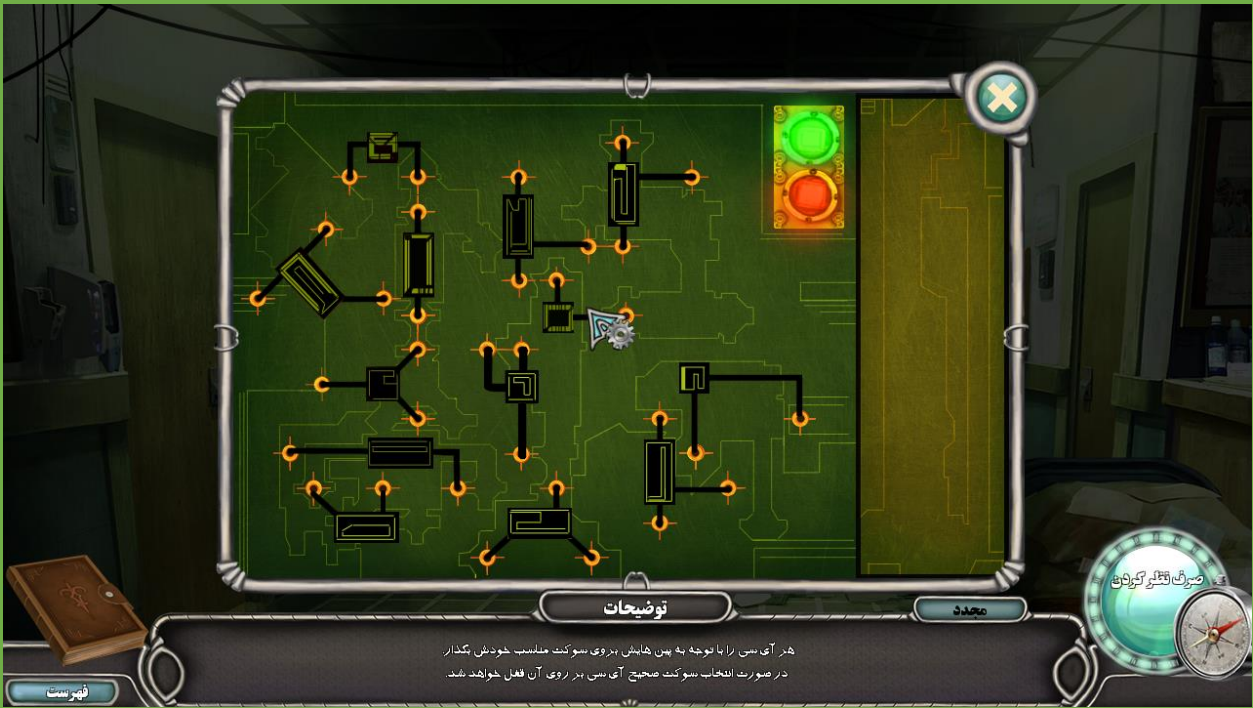 صرف نظر کردن
توضیحات
مجدد
هر آی سی را با توجه به پین هایش بروی سوکت مناسب خودش بگذار.
در صورت انتخاب سوکت صحیح آی سی بر روی آن قفل خواهد شد.
فهرست